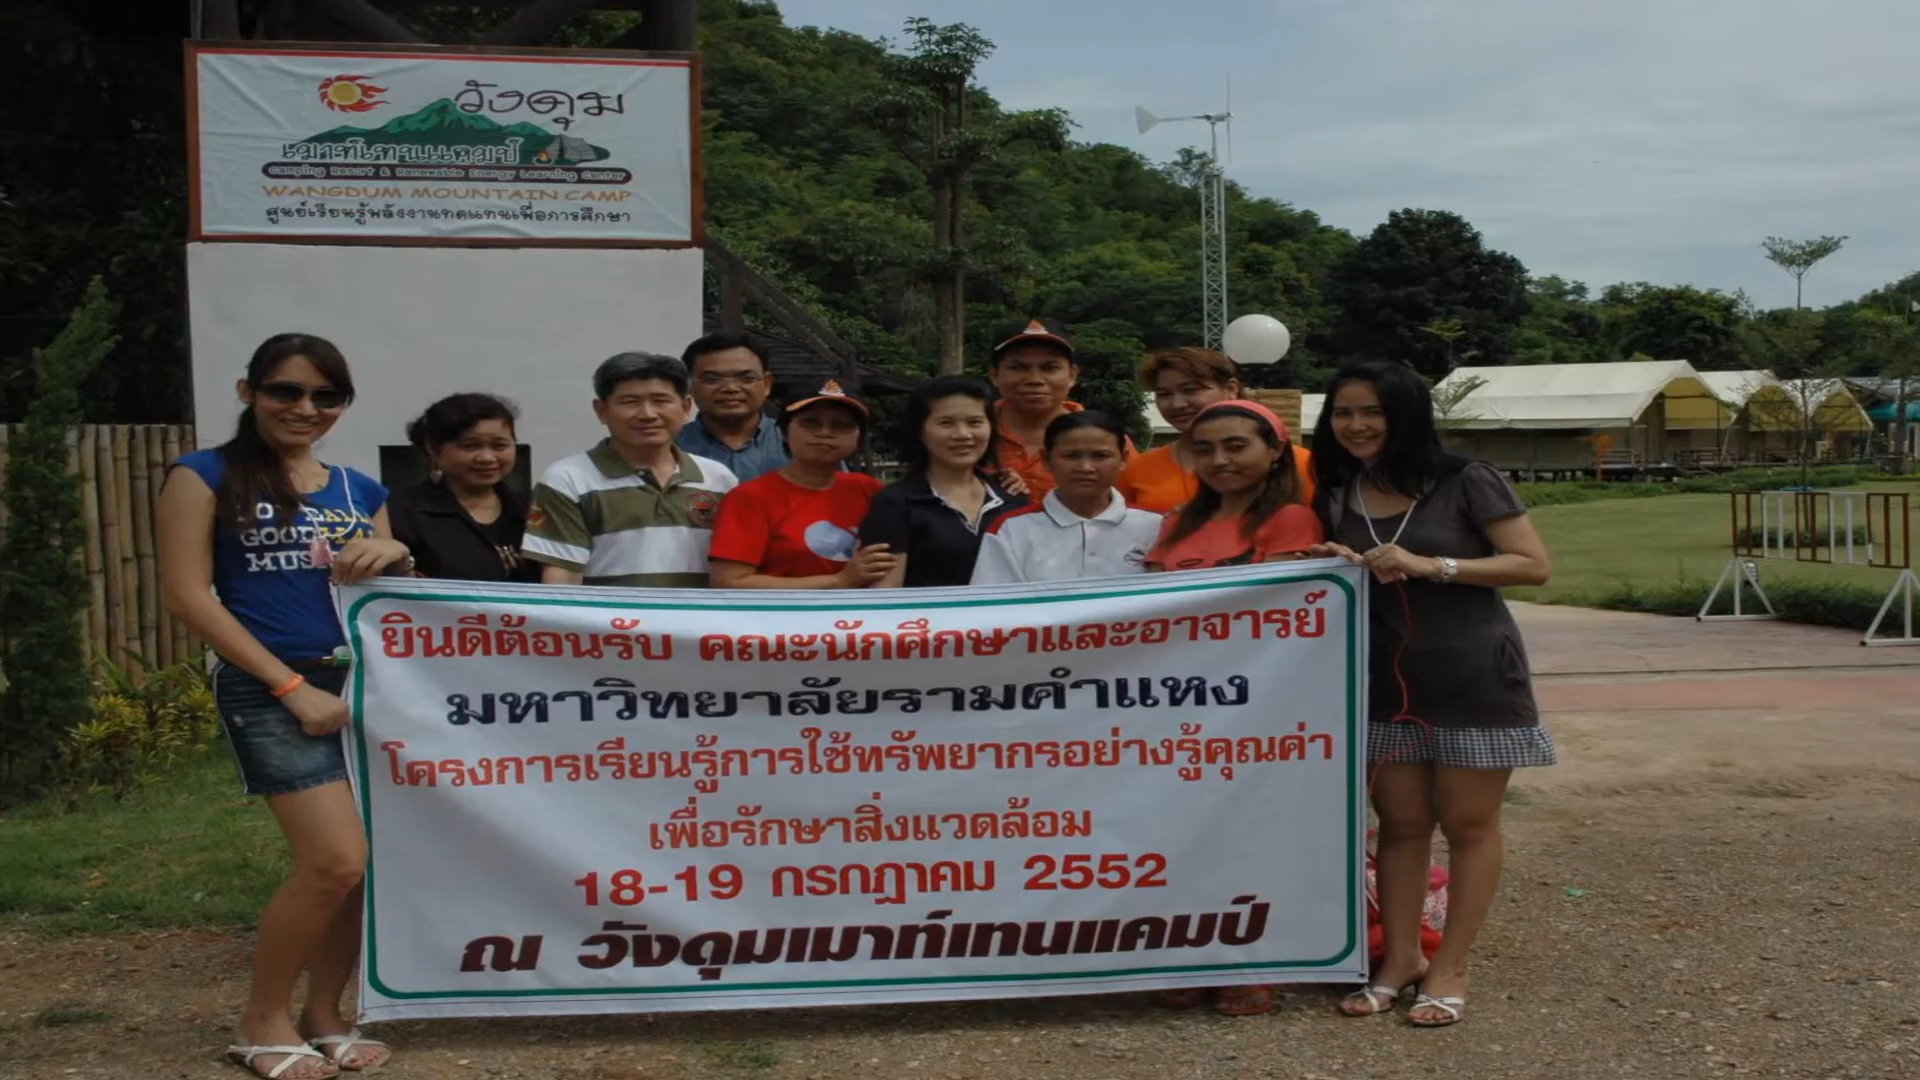 วังดุม
เมาท์เทนแคมป์
Camping Resort & Renewable Energy Learning Center
WANGDUM MOUNTAIN CAMP
ศูนย์เรียนรู้พลังงานทดแทนเพื่อการศึกษา
GOOD
MUS
ยินดีต้อนรับ คณะนักศึกษาและอาจารย์
มหาวิทยาลัยรามคำแหง
โครงการเรียนรู้การใช้ทรัพยากรอย่างรู้คุณค่า
เพื่อรักษาสิ่งแวดล้อม
18-19 กรกฎาคม 2552
ณ วังดุมเมาท์เทนแคมป์